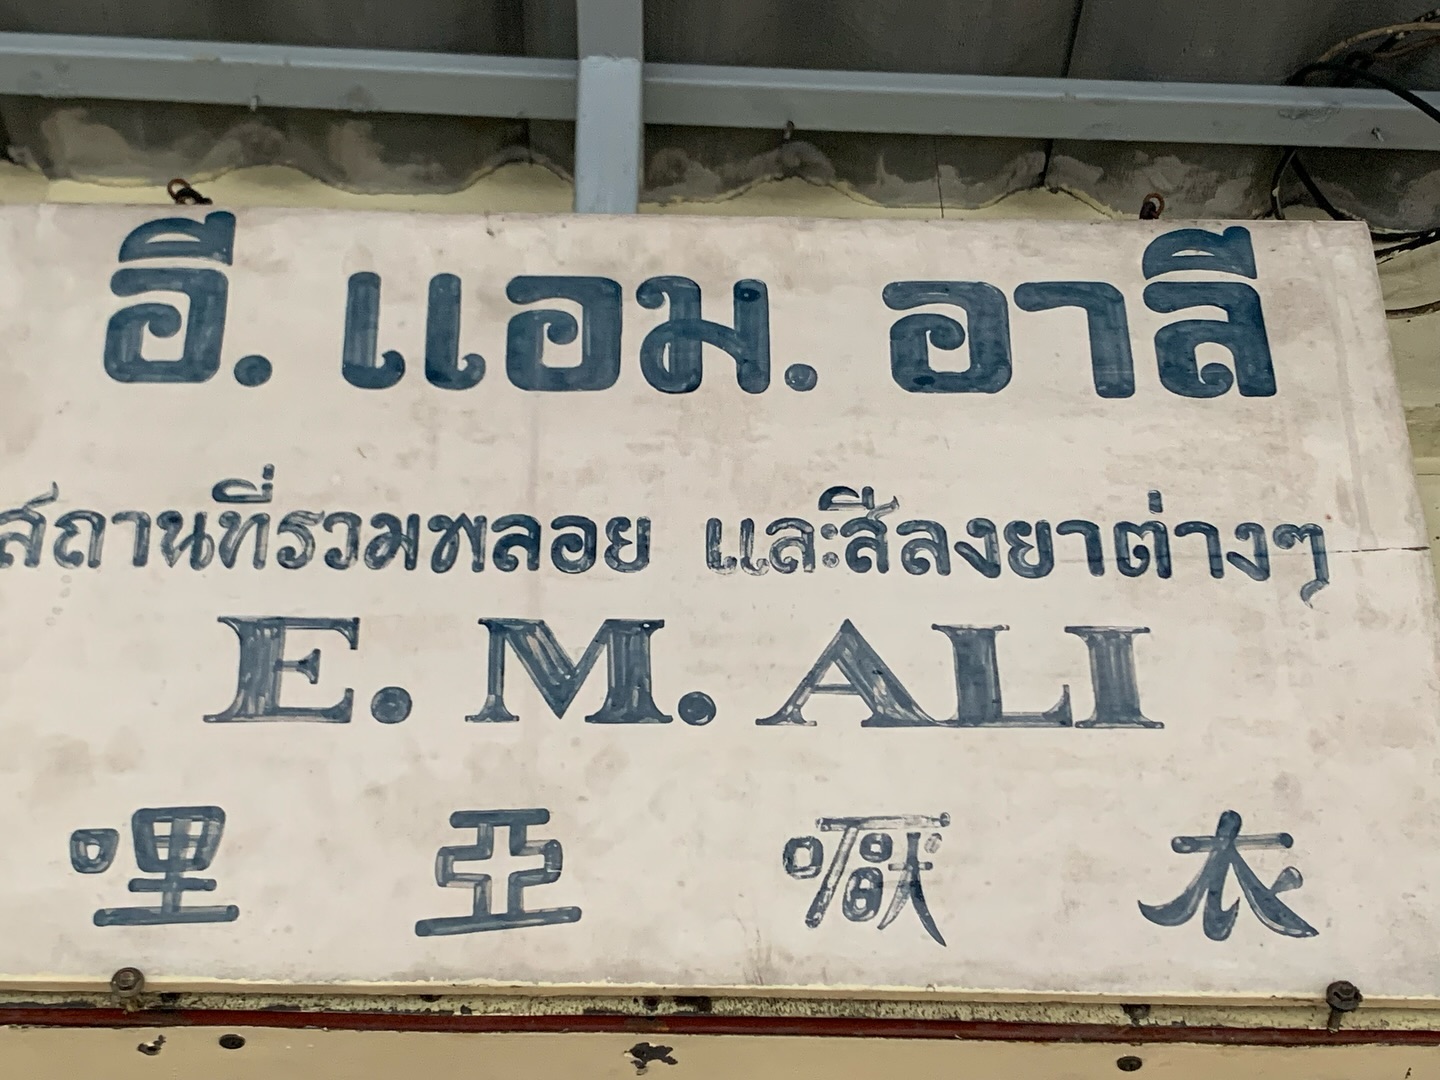 อี. แอม. อาลี
สถานที่รวมพลอย และสีลงยาต่างๆ
E. M. ALI
哩亞嚈衣